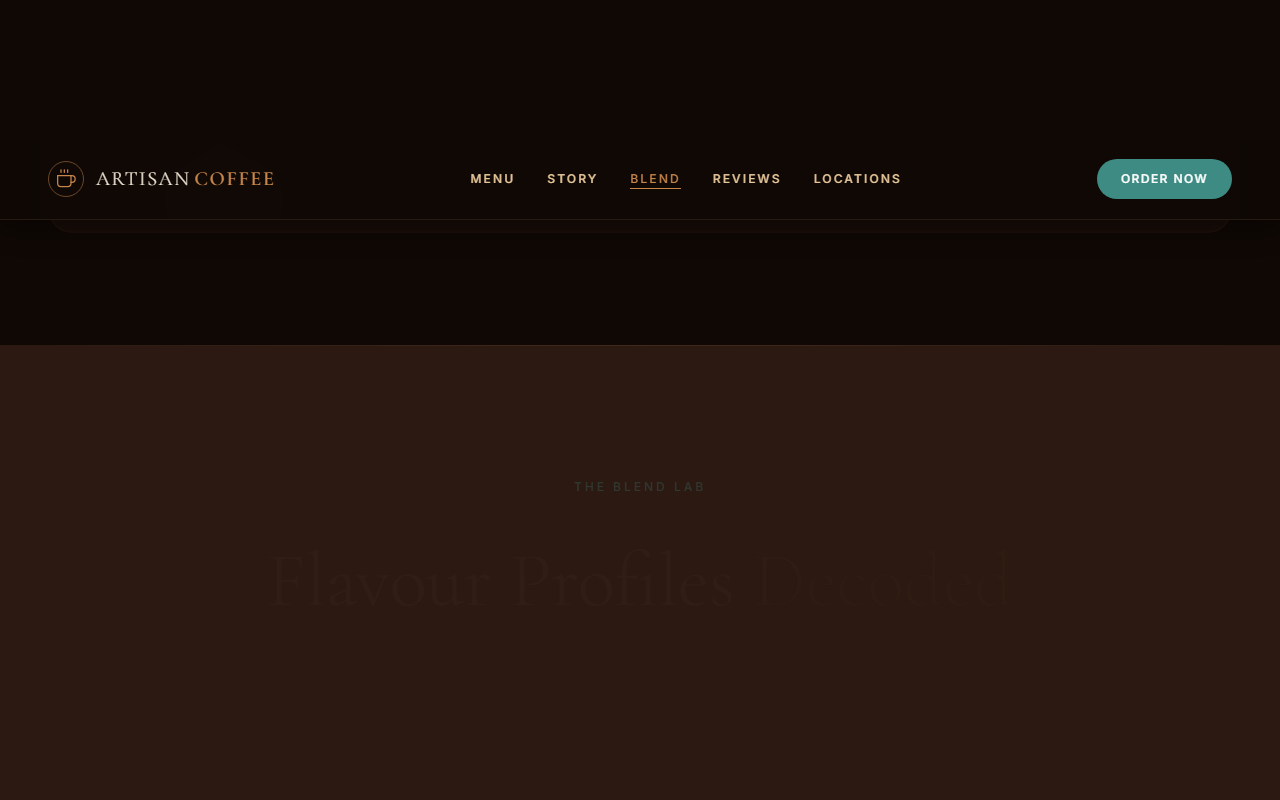 ARTISAN COFFEE
MENU STORY BLEND REVIEWS LOCATIONS
ORDER NOW
THE BLEND LAB
Flavour Profiles Decoded